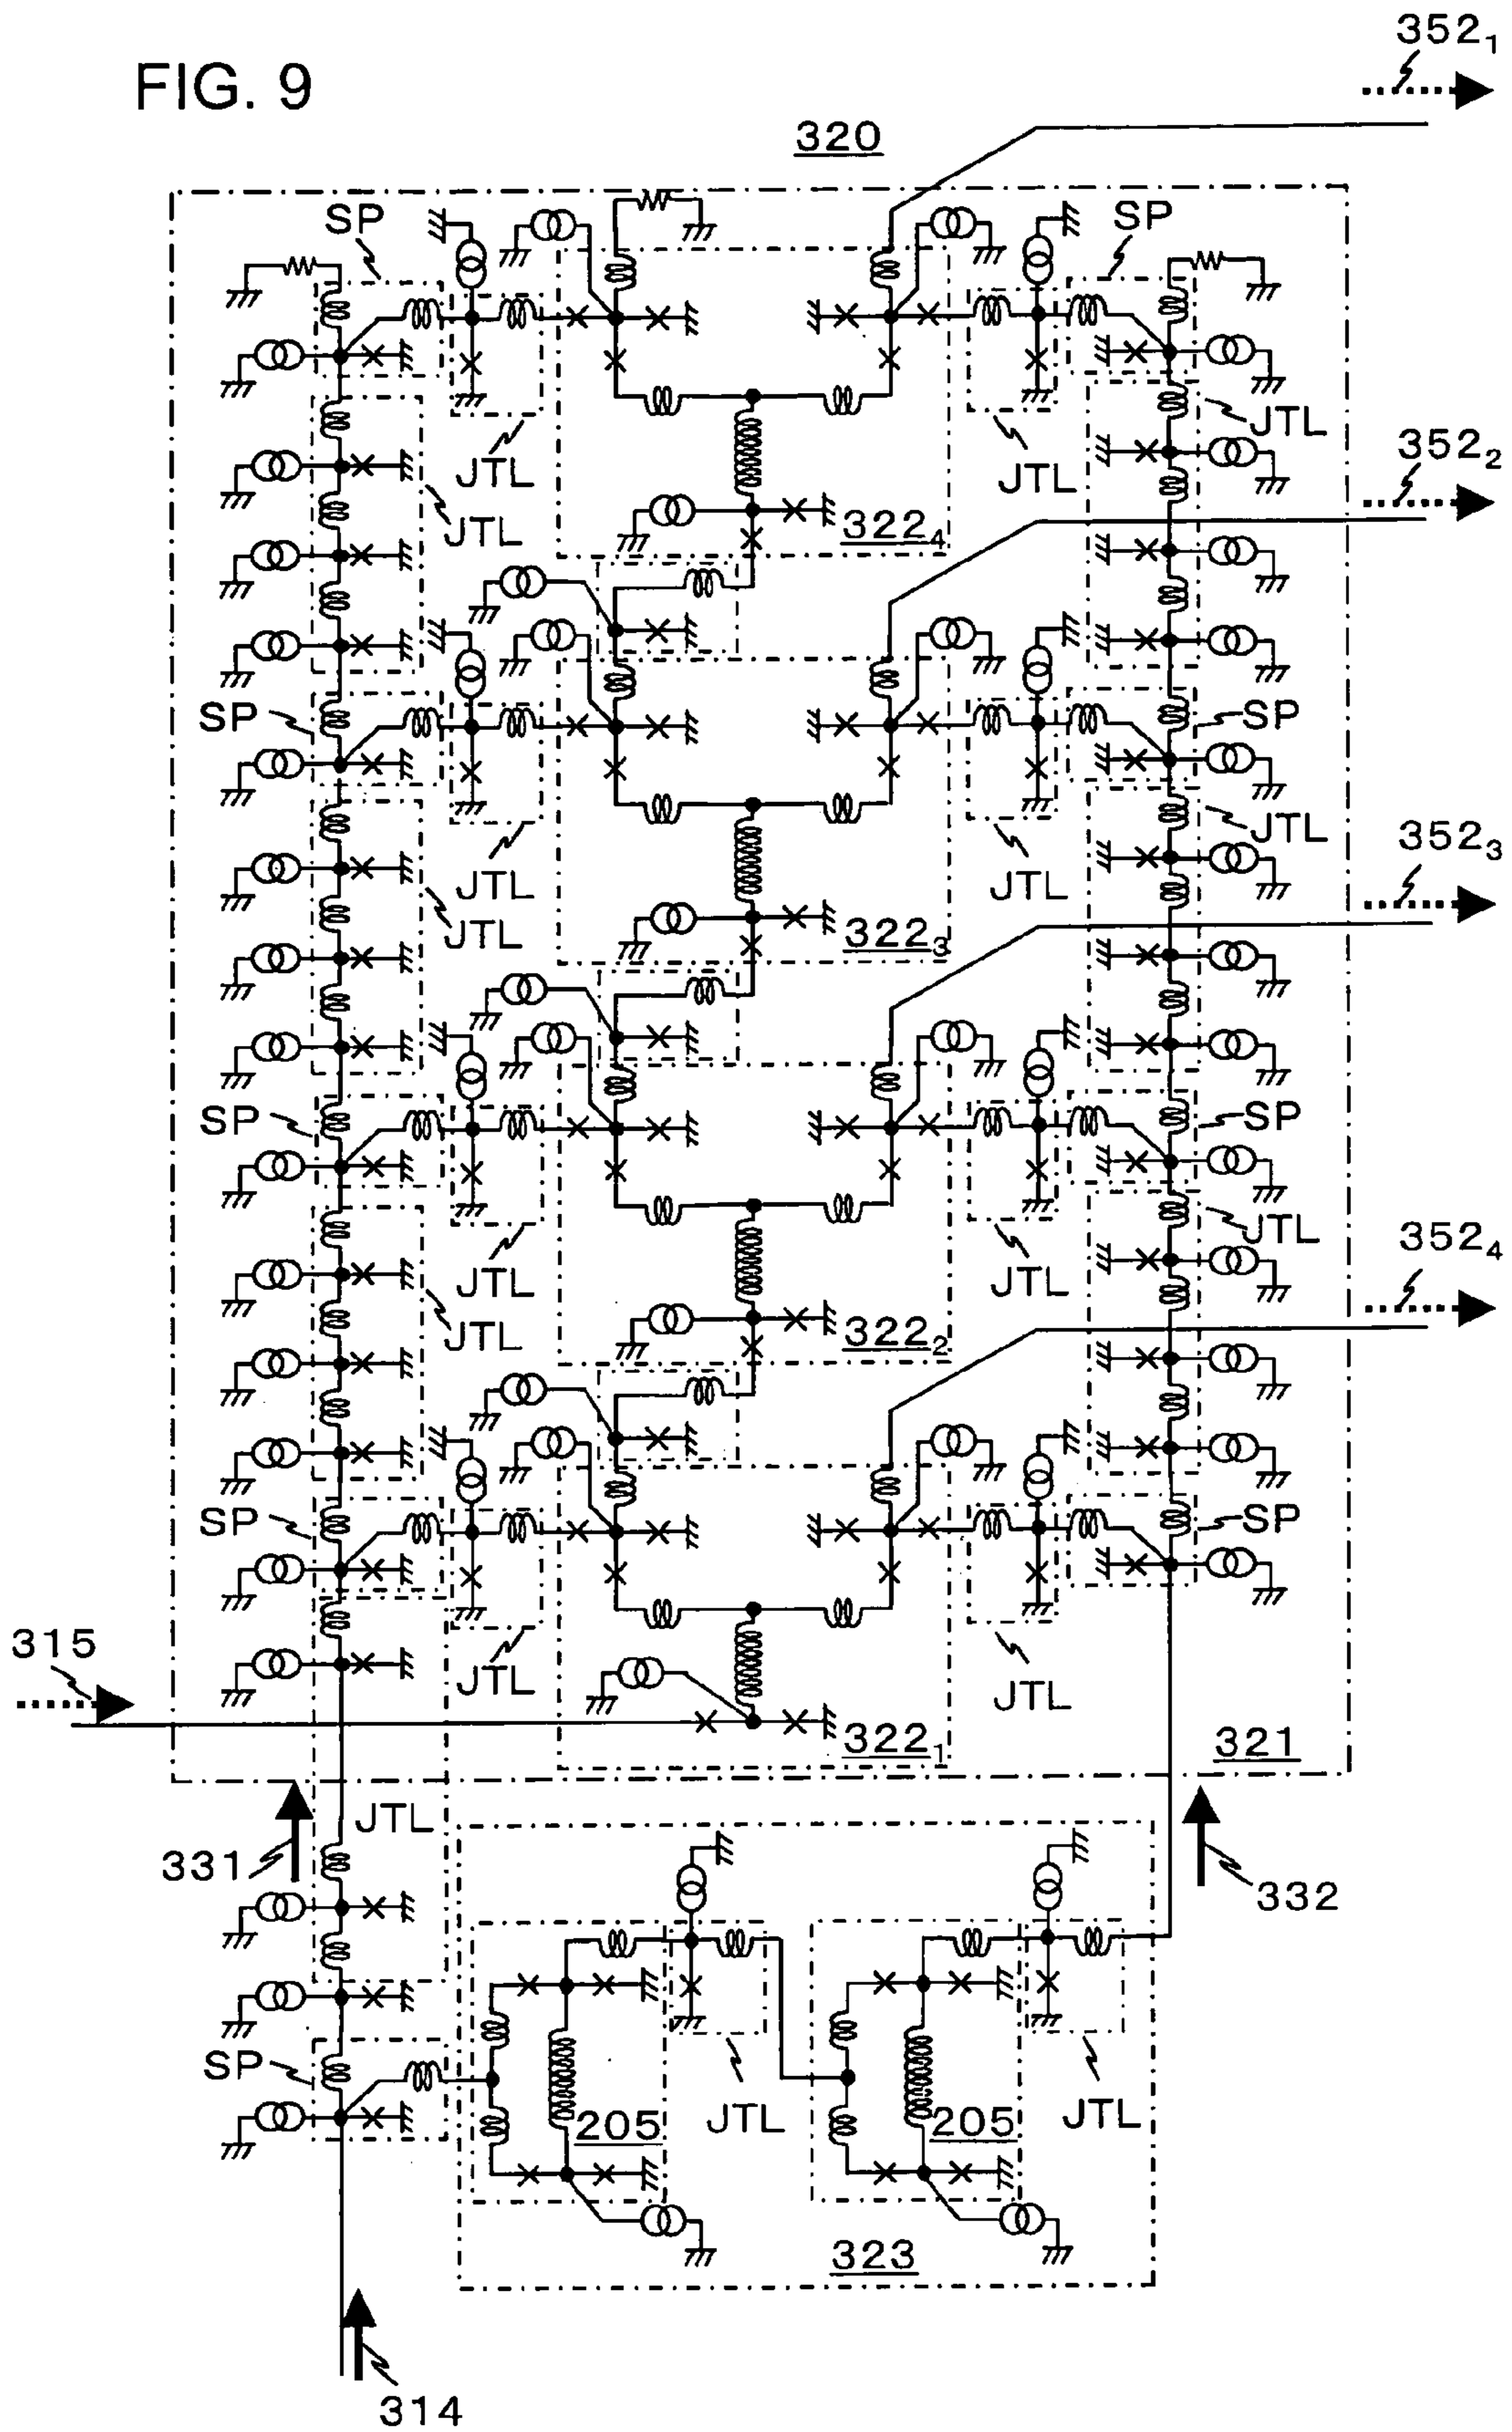 FIG. 9
352₁
320
SP
SP
JTL
JTL
JTL
JTL
352₂
322₄
SP
SP
JTL
JTL
JTL
JTL
352₃
322₃
SP
SP
JTL
JTL
JTL
JTL
352₄
322₂
SP
SP
315
JTL
JTL
322₁
321
JTL
331
332
SP
205
JTL
205
JTL
323
314